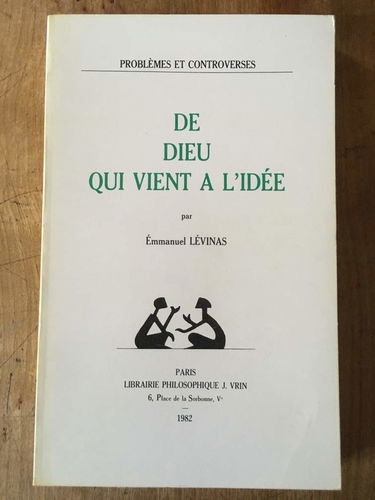 PROBLÈMES ET CONTROVERSES
DE
DIEU
QUI VIENT A L'IDÉE
par
Émmanuel LÉVINAS
PARIS
LIBRAIRIE PHILOSOPHIQUE J. VRIN
6, Place de la Sorbonne, Vᵉ
—
1982